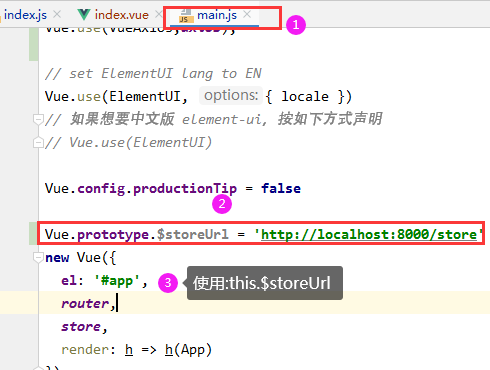 index.js × index.vue × JS main.js ×
1
Vue.use(VueAxios,axios);
// set ElementUI lang to EN
Vue.use(ElementUI, options: { locale })
// 如果想要中文版 element-ui, 按如下方式声明
// Vue.use(ElementUI)
Vue.config.productionTip = false
2
Vue.prototype.$storeUrl = 'http://localhost:8000/store'
new Vue({
el: '#app',
3 使用:this.$storeUrl
router,
store,
render: h => h(App)
})